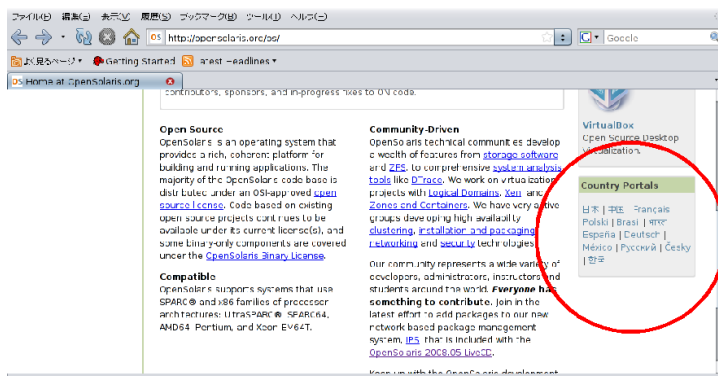 ファイル(F) 編集(E) 表示(V) 履歴(S) ブックマーク(B) ツール(T) ヘルプ(H)
OS http://opensolaris.org/os/
Google
よく見るページ▾ Getting Started Latest Headlines▾
OS Home at OpenSolaris.org
contributors, sponsors, and in-progress fixes to ON code.
Open Source
OpenSolaris is an operating system that
provides a rich, coherent platform for
building and running applications. The
majority of the OpenSolaris code base is
distributed under an OSI-approved open
source license. Code based on existing
open source projects continues to be
available under its current license(s), and
some binary-only components are covered
under the OpenSolaris Binary License.
Compatible
OpenSolaris supports systems that use
SPARC® and x86 families of processor
architectures: UltraSPARC®, SPARC64,
AMD64, Pentium, and Xeon EM64T.
Community-Driven
OpenSolaris technical communities develop
a wealth of features from storage software
and ZFS, to comprehensive system analysis
tools like DTrace. We work on virtualization
projects with Logical Domains, Xen, and
Zones and Containers. We have very active
groups developing high availability
clustering, installation and packaging,
networking and security technologies.
Our community represents a wide variety of
developers, administrators, instructors and
students around the world. Everyone has
something to contribute. Join in the
latest effort to add packages to our new
network based package management
system, IPS, that is included with the
OpenSolaris 2008.05 LiveCD.
Keep up with the OpenSolaris development
VirtualBox
Open Source Desktop
Virtualization.
Country Portals
日本 | 中国 | Français
Polski | Brasil | भारत
España | Deutsch |
México | Русский | Česky
| 한국